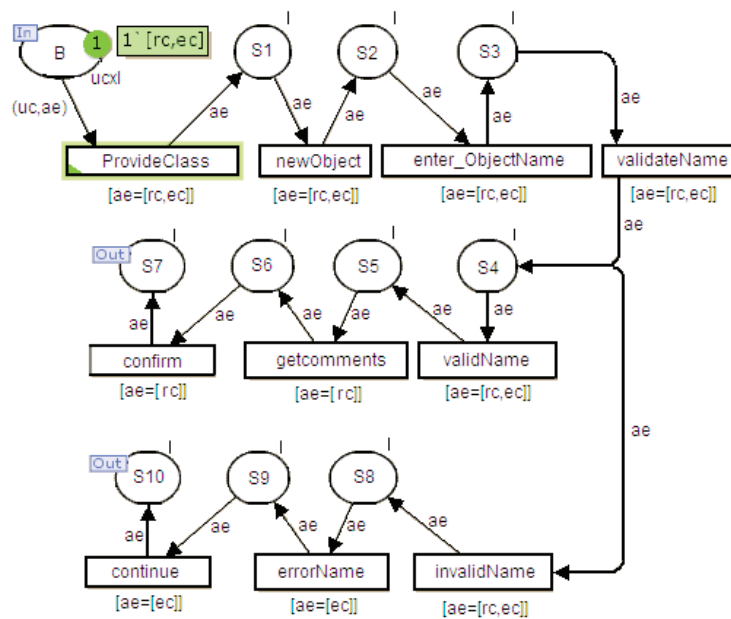 In
B
1
1`[rc,ec]
ucxl
S1
I
S2
I
S3
I
(uc,ae)
ae
ae
ae
ae
ae
ae
ProvideClass
newObject
enter_ObjectName
validateName
[ae=[rc,ec]]
[ae=[rc,ec]]
[ae=[rc,ec]]
[ae=[rc,ec]]
ae
Out
S7
I
S6
I
S5
I
S4
I
ae
ae
ae
ae
ae
ae
confirm
getcomments
validName
[ae=[ rc]]
[ae=[ rc]]
[ae=[rc,ec]]
ae
Out
S10
I
S9
I
S8
I
ae
ae
ae
ae
ae
continue
errorName
invalidName
[ae=[ec]]
[ae=[ec]]
[ae=[rc,ec]]